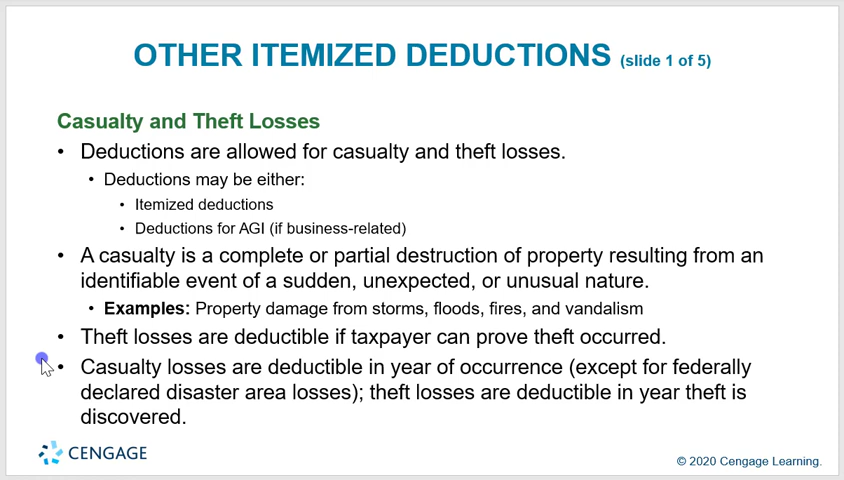 OTHER ITEMIZED DEDUCTIONS (slide 1 of 5)
Casualty and Theft Losses
• Deductions are allowed for casualty and theft losses.
• Deductions may be either:
• Itemized deductions
• Deductions for AGI (if business-related)
• A casualty is a complete or partial destruction of property resulting from an
identifiable event of a sudden, unexpected, or unusual nature.
• Examples: Property damage from storms, floods, fires, and vandalism
• Theft losses are deductible if taxpayer can prove theft occurred.
• Casualty losses are deductible in year of occurrence (except for federally
declared disaster area losses); theft losses are deductible in year theft is
discovered.
CENGAGE
© 2020 Cengage Learning.